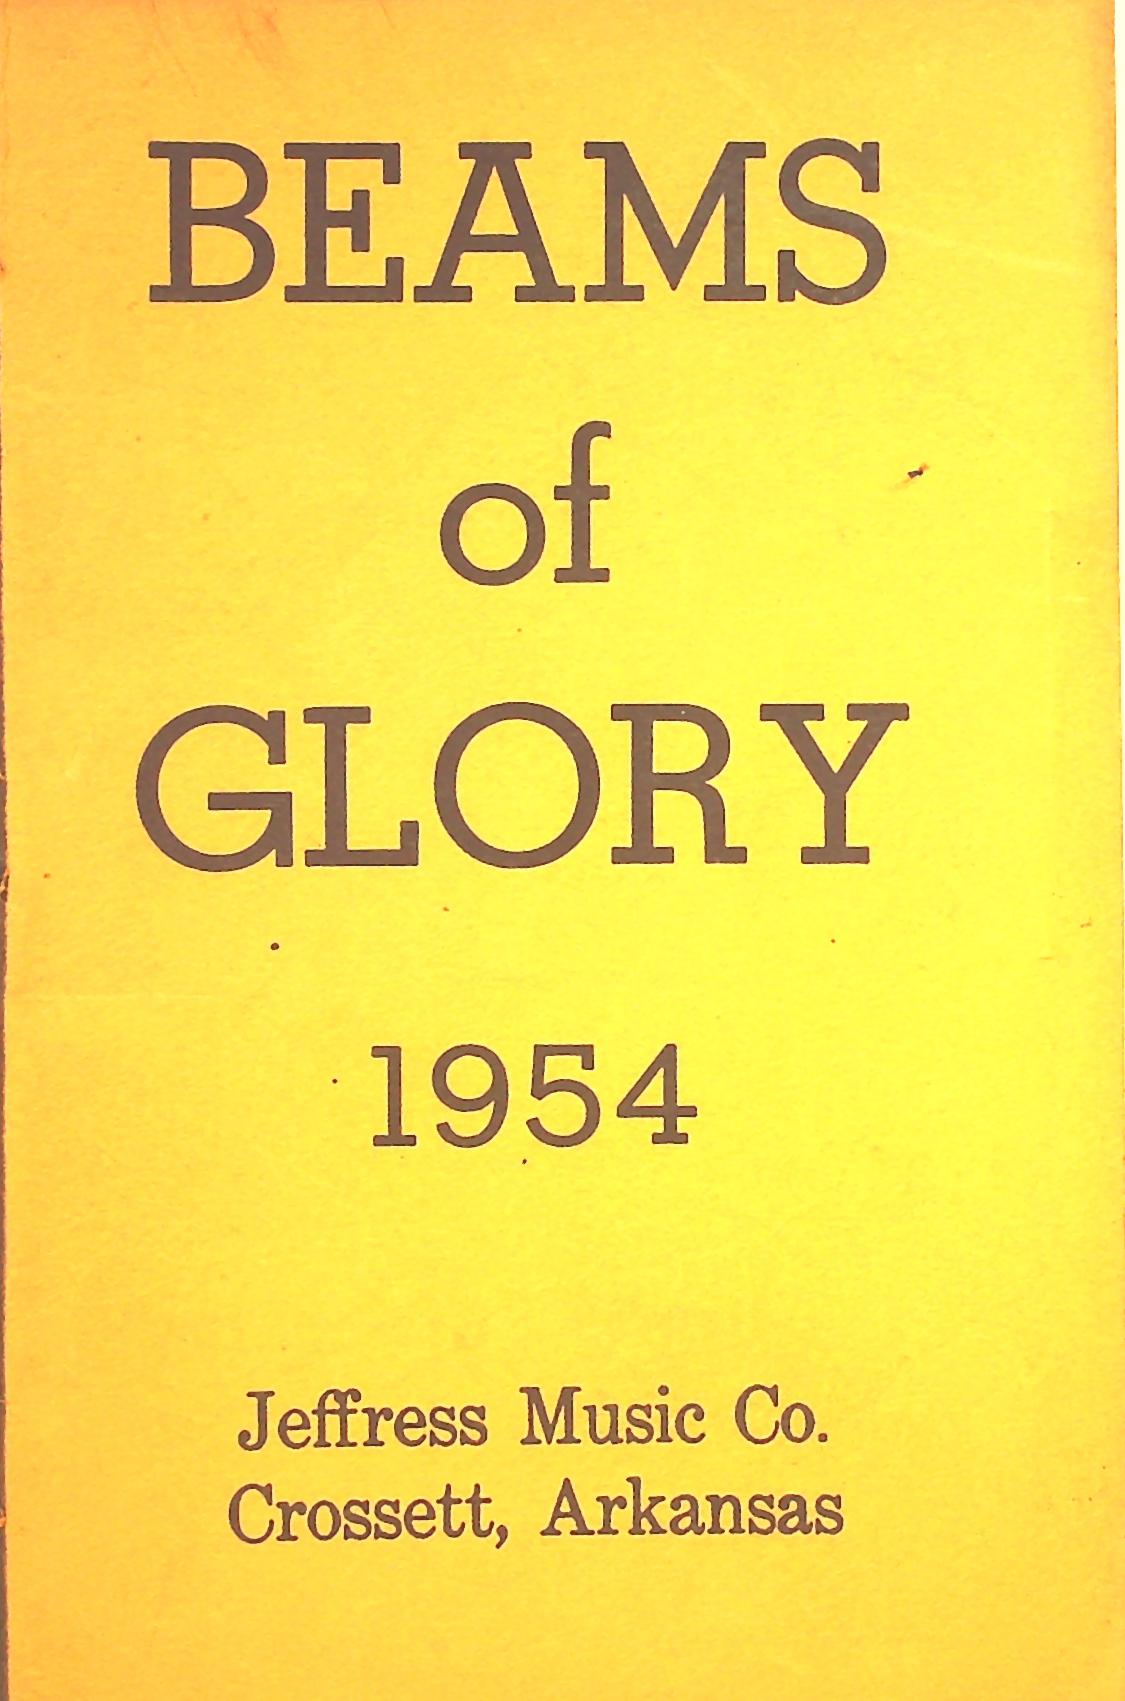 BEAMS
of
GLORY
1954
Jeffress Music Co.
Crossett, Arkansas